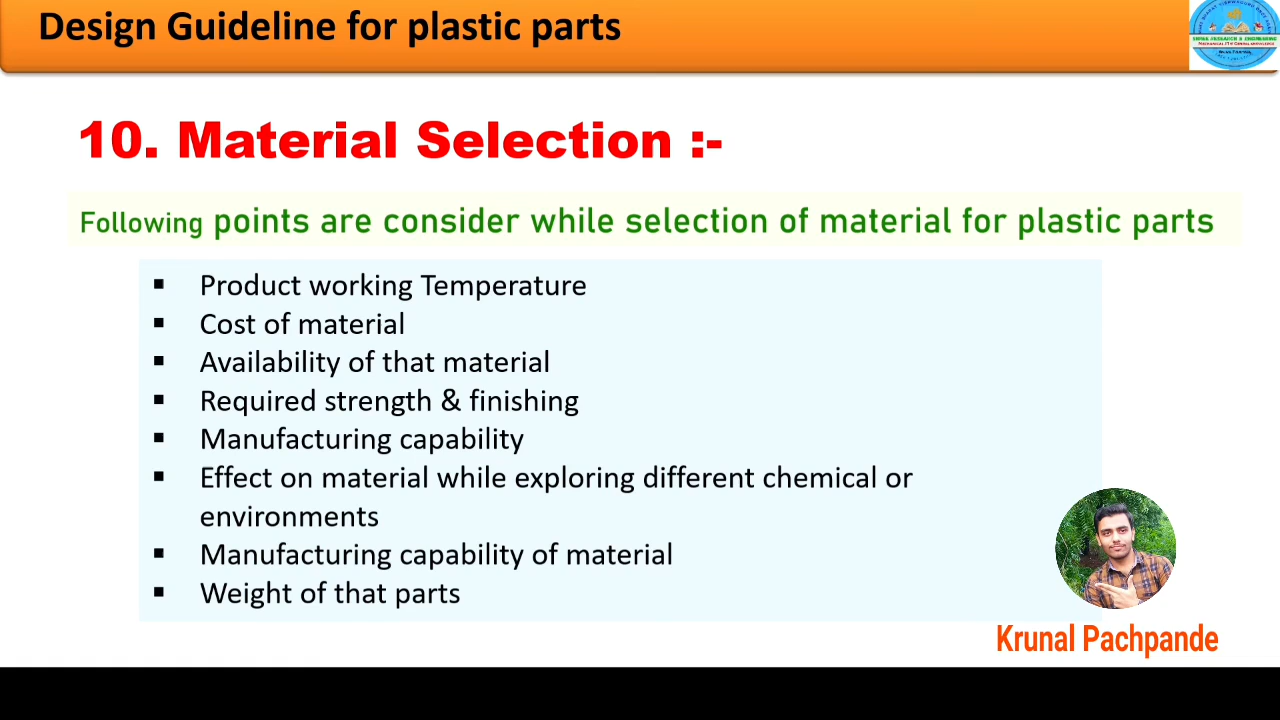 Design Guideline for plastic parts
10. Material Selection :-
Following points are consider while selection of material for plastic parts
▪ Product working Temperature
▪ Cost of material
▪ Availability of that material
▪ Required strength & finishing
▪ Manufacturing capability
▪ Effect on material while exploring different chemical or
environments
▪ Manufacturing capability of material
▪ Weight of that parts
Krunal Pachpande